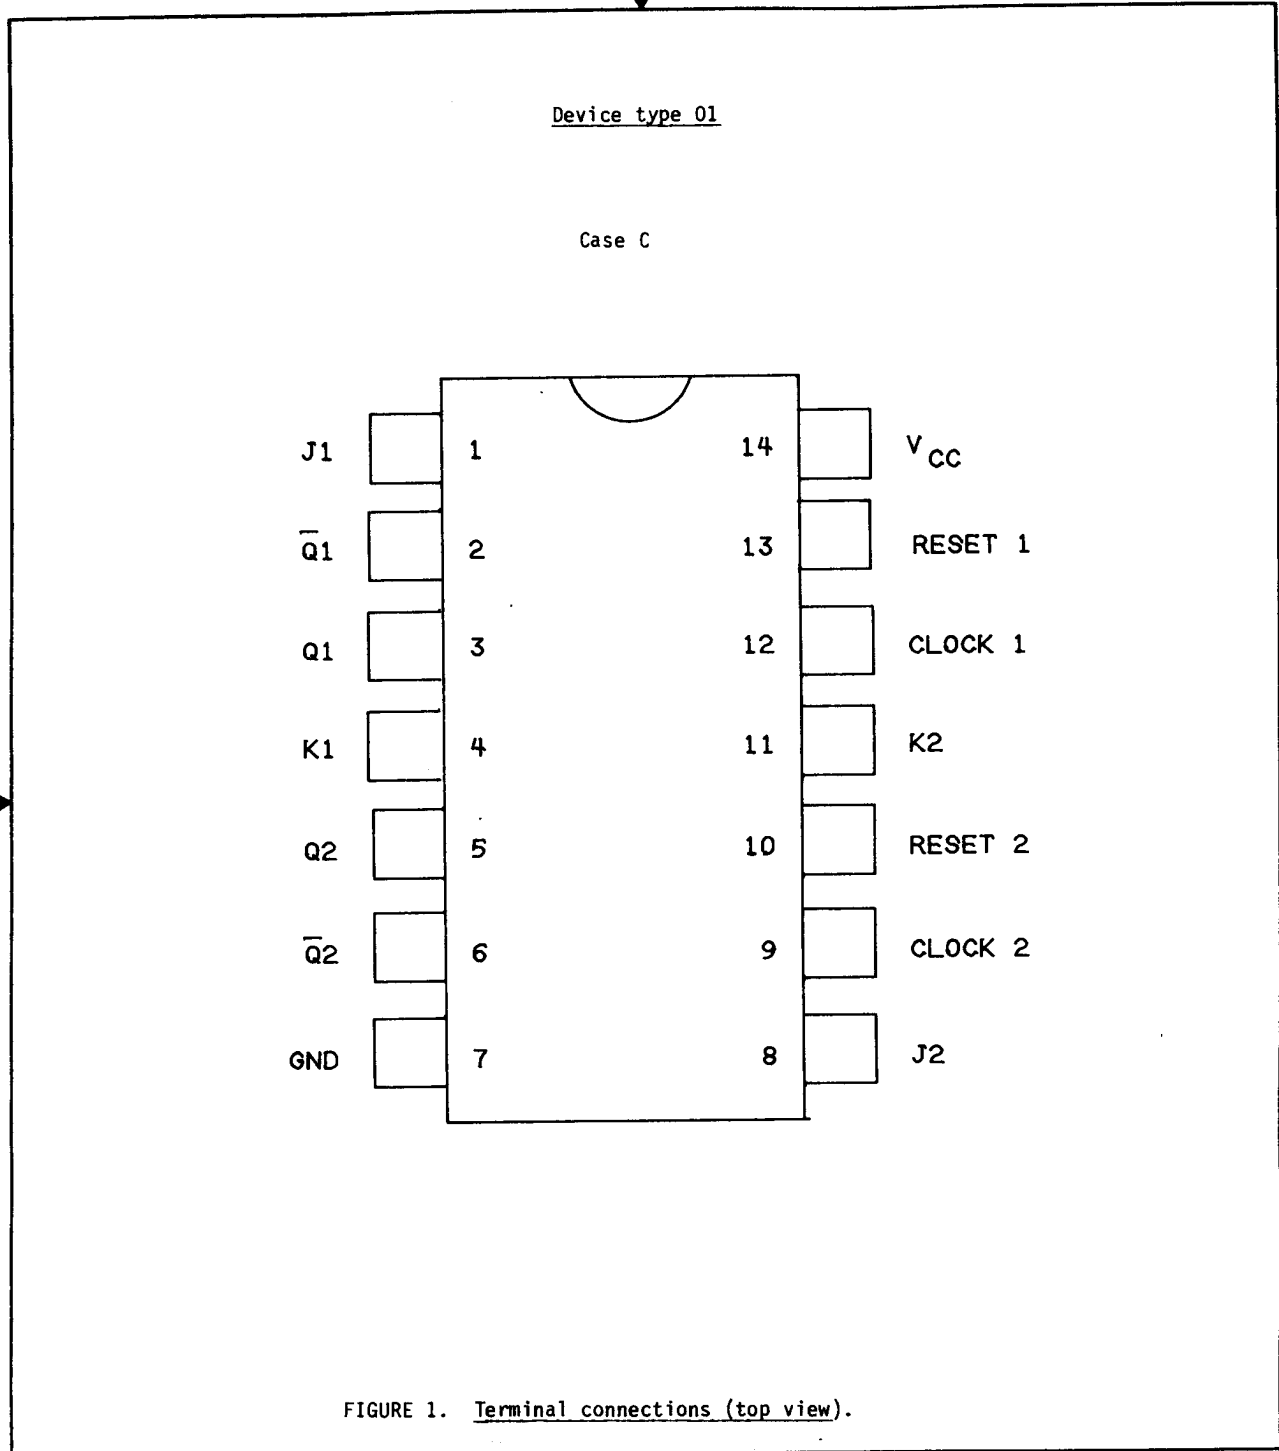 Device type 01
Case C
J1 1 14 VCC
Q̅1 2 13 RESET 1
Q1 3 12 CLOCK 1
K1 4 11 K2
Q2 5 10 RESET 2
Q̅2 6 9 CLOCK 2
GND 7 8 J2
FIGURE 1. Terminal connections (top view).